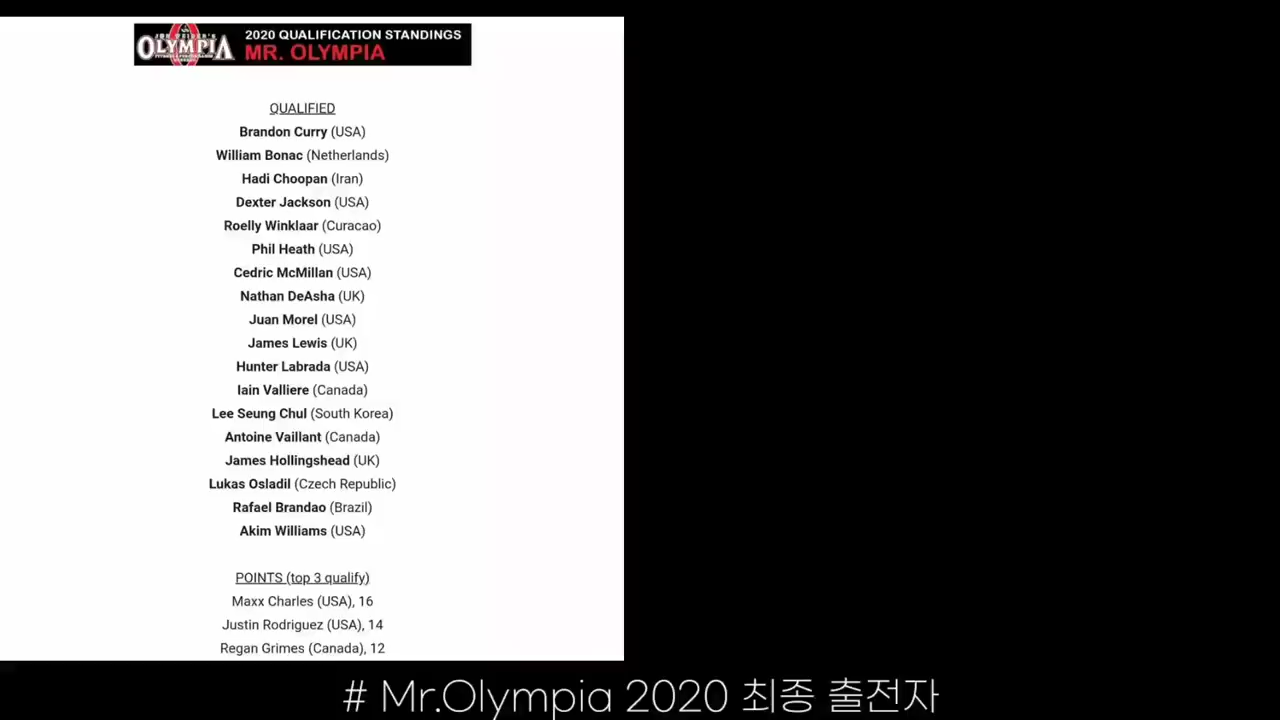 JOE WEIDER'S
OLYMPIA
2020 QUALIFICATION STANDINGS
MR. OLYMPIA
QUALIFIED
Brandon Curry (USA)
William Bonac (Netherlands)
Hadi Choopan (Iran)
Dexter Jackson (USA)
Roelly Winklaar (Curacao)
Phil Heath (USA)
Cedric McMillan (USA)
Nathan DeAsha (UK)
Juan Morel (USA)
James Lewis (UK)
Hunter Labrada (USA)
Iain Valliere (Canada)
Lee Seung Chul (South Korea)
Antoine Vaillant (Canada)
James Hollingshead (UK)
Lukas Osladil (Czech Republic)
Rafael Brandao (Brazil)
Akim Williams (USA)
POINTS (top 3 qualify)
Maxx Charles (USA), 16
Justin Rodriguez (USA), 14
Regan Grimes (Canada), 12
# Mr.Olympia 2020 최종 출전자